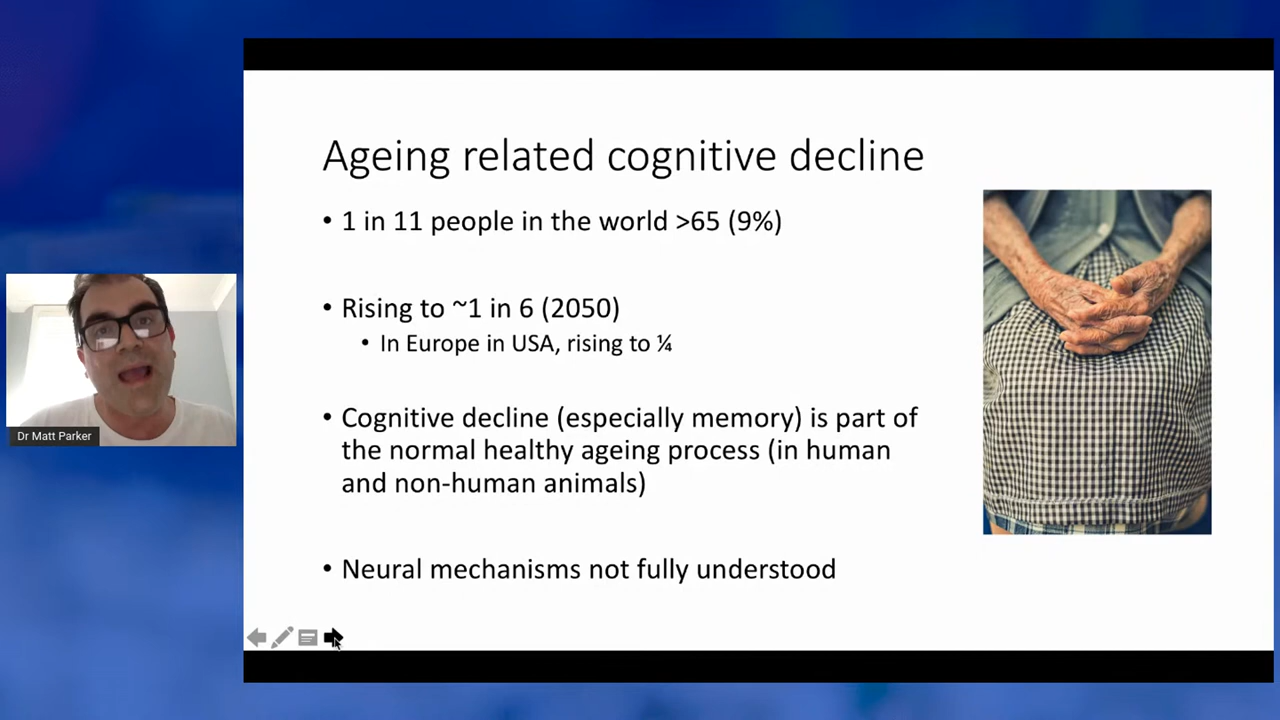 Ageing related cognitive decline
• 1 in 11 people in the world >65 (9%)
• Rising to ~1 in 6 (2050)
• In Europe in USA, rising to ¼
• Cognitive decline (especially memory) is part of
the normal healthy ageing process (in human
and non-human animals)
• Neural mechanisms not fully understood
Dr Matt Parker